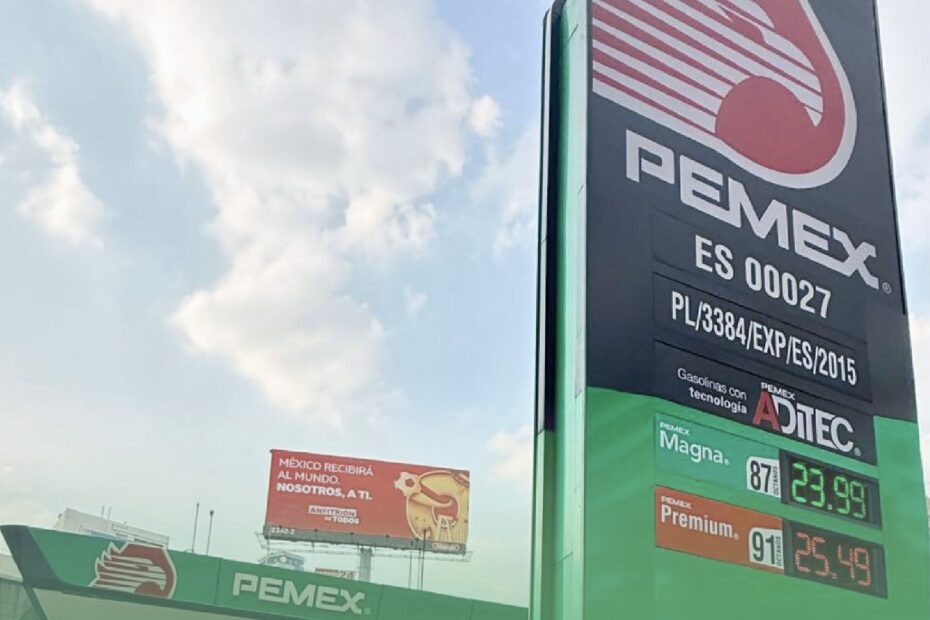 PEMEX®
ES 00027
PL/3384/EXP/ES/2015
Gasolinas con
tecnología
PEMEX
ADITEC®
PEMEX
Magna®
87 OCTANOS
23.99
PEMEX
Premium®
91 OCTANOS
25.49
MÉXICO RECIBIRÁ
AL MUNDO.
NOSOTROS, A TI.
ANFITRIÓN
DE TODOS
PEMEX